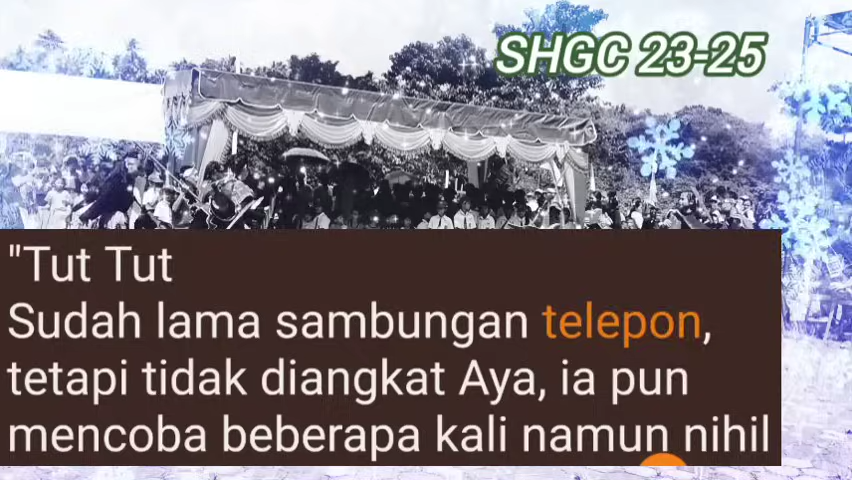 SHGC 23-25
"Tut Tut
Sudah lama sambungan telepon,
tetapi tidak diangkat Aya, ia pun
mencoba beberapa kali namun nihil